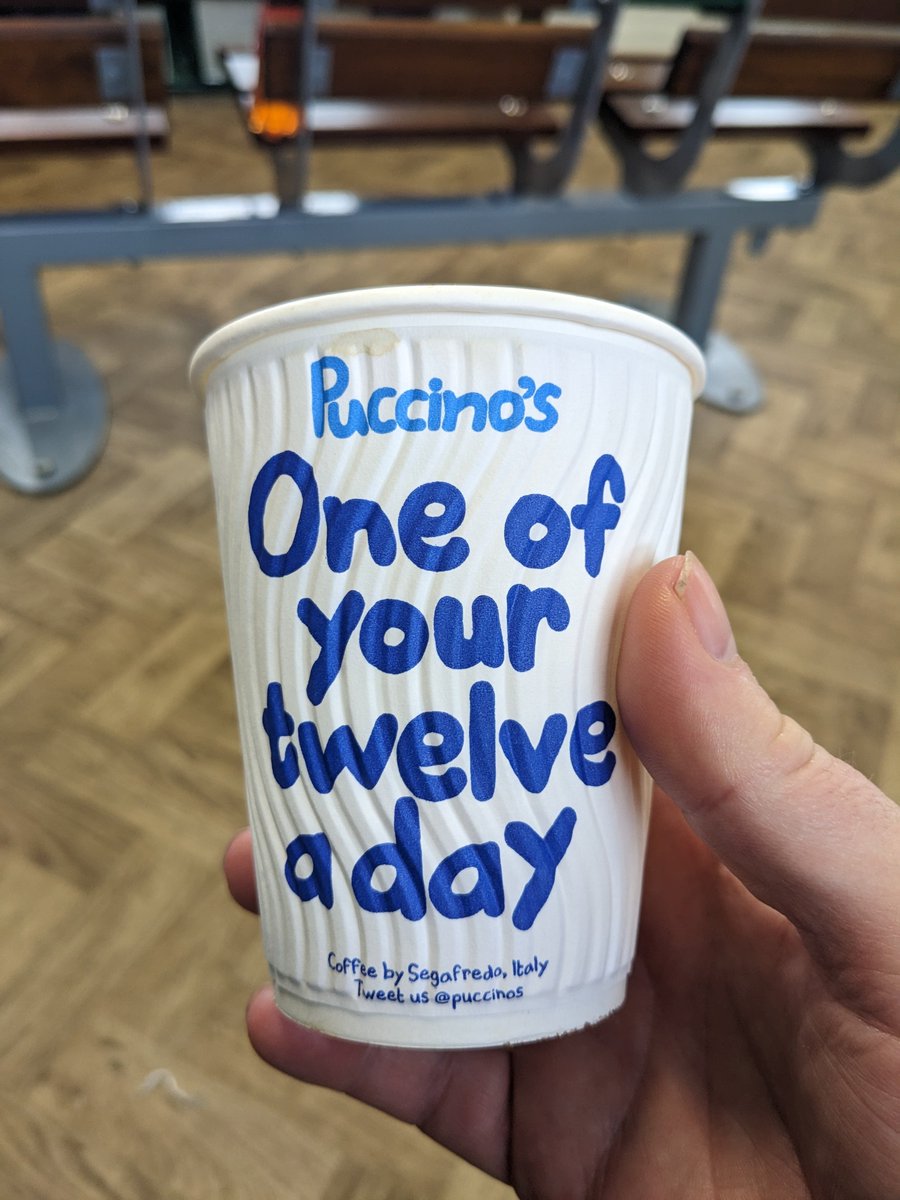 Puccino's
One of
your
twelve
a day
Coffee by Segafredo, Italy
Tweet us @puccinos